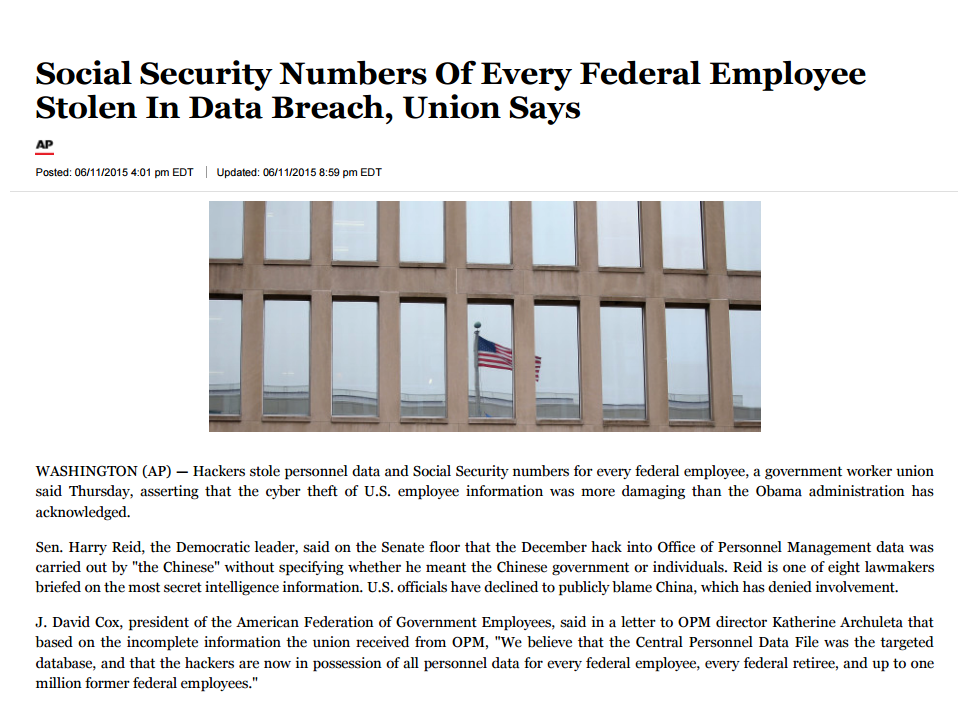 Social Security Numbers Of Every Federal Employee
Stolen In Data Breach, Union Says
AP
Posted: 06/11/2015 4:01 pm EDT | Updated: 06/11/2015 8:59 pm EDT
WASHINGTON (AP) — Hackers stole personnel data and Social Security numbers for every federal employee, a government worker union
said Thursday, asserting that the cyber theft of U.S. employee information was more damaging than the Obama administration has
acknowledged.
Sen. Harry Reid, the Democratic leader, said on the Senate floor that the December hack into Office of Personnel Management data was
carried out by "the Chinese" without specifying whether he meant the Chinese government or individuals. Reid is one of eight lawmakers
briefed on the most secret intelligence information. U.S. officials have declined to publicly blame China, which has denied involvement.
J. David Cox, president of the American Federation of Government Employees, said in a letter to OPM director Katherine Archuleta that
based on the incomplete information the union received from OPM, "We believe that the Central Personnel Data File was the targeted
database, and that the hackers are now in possession of all personnel data for every federal employee, every federal retiree, and up to one
million former federal employees."